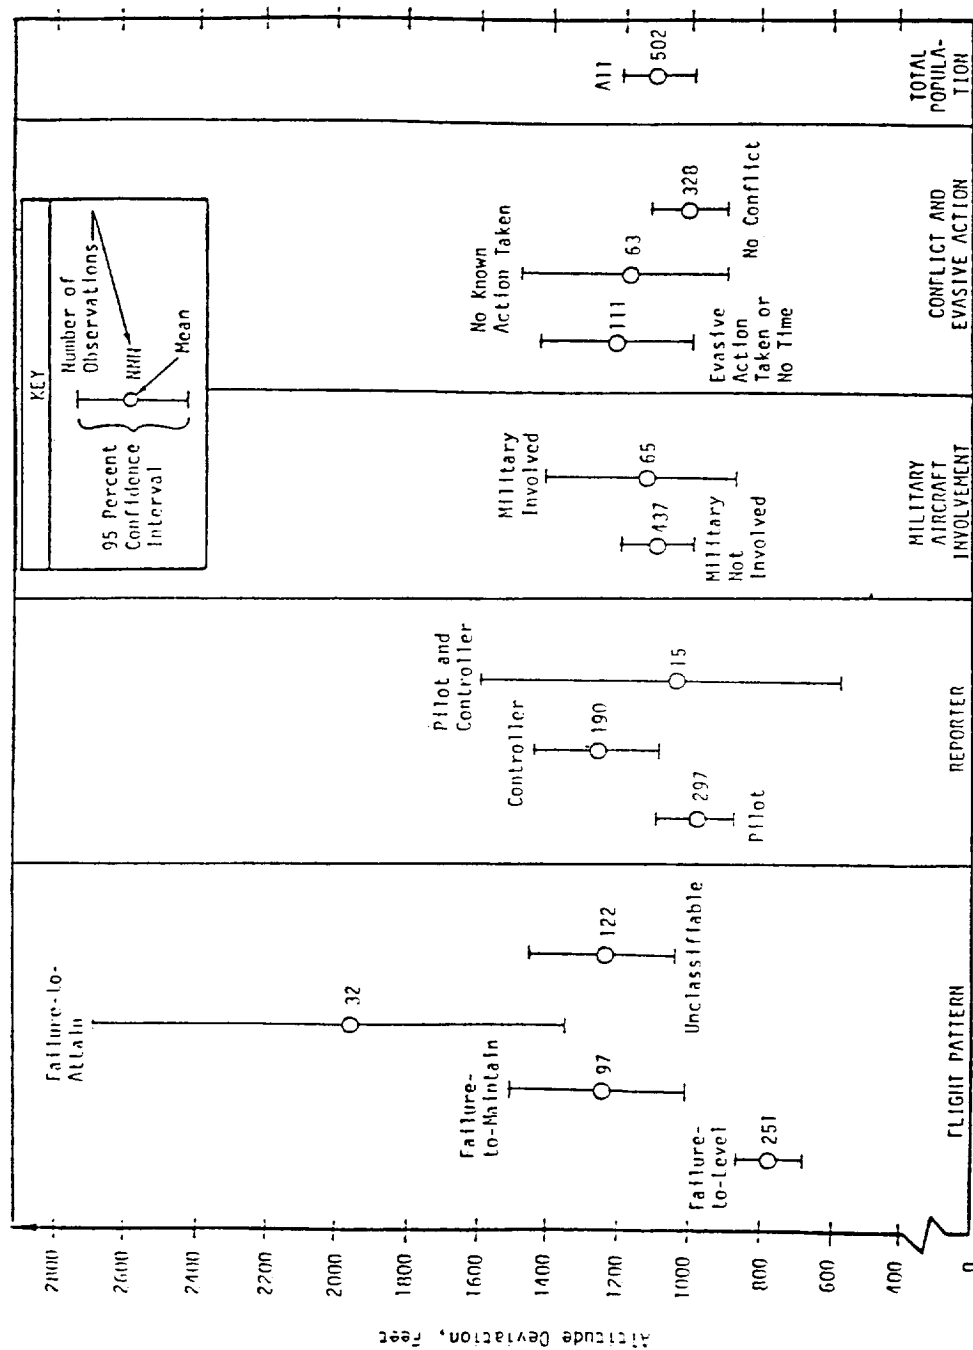 Altitude Deviation, Feet
2800
2600
2400
2200
2000
1800
1600
1400
1200
1000
800
600
400
0
KEY
Number of
Observations
NNN
Mean
95 Percent
Confidence
Interval
Failure-
to-Level
251
Failure-
to-Maintain
97
Failure-to-
Attain
32
122
Unclassifiable
FLIGHT PATTERN
297
Pilot
Controller
190
Pilot and
Controller
15
REPORTER
437
Military
Not
Involved
Military
Involved
65
MILITARY
AIRCRAFT
INVOLVEMENT
111
Evasive
Action
Taken or
No Time
No Known
Action Taken
63
328
No Conflict
CONFLICT AND
EVASIVE ACTION
All
502
TOTAL
POPULA-
TION